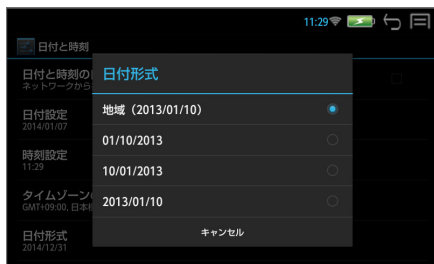 11:29
日付と時刻
日付と時刻の
ネットワークから
日付設定
2014/01/07
時刻設定
11:29
タイムゾーン
GMT+09:00, 日本
日付形式
2014/12/31
日付形式
地域（2013/01/10）
01/10/2013
10/01/2013
2013/01/10
キャンセル